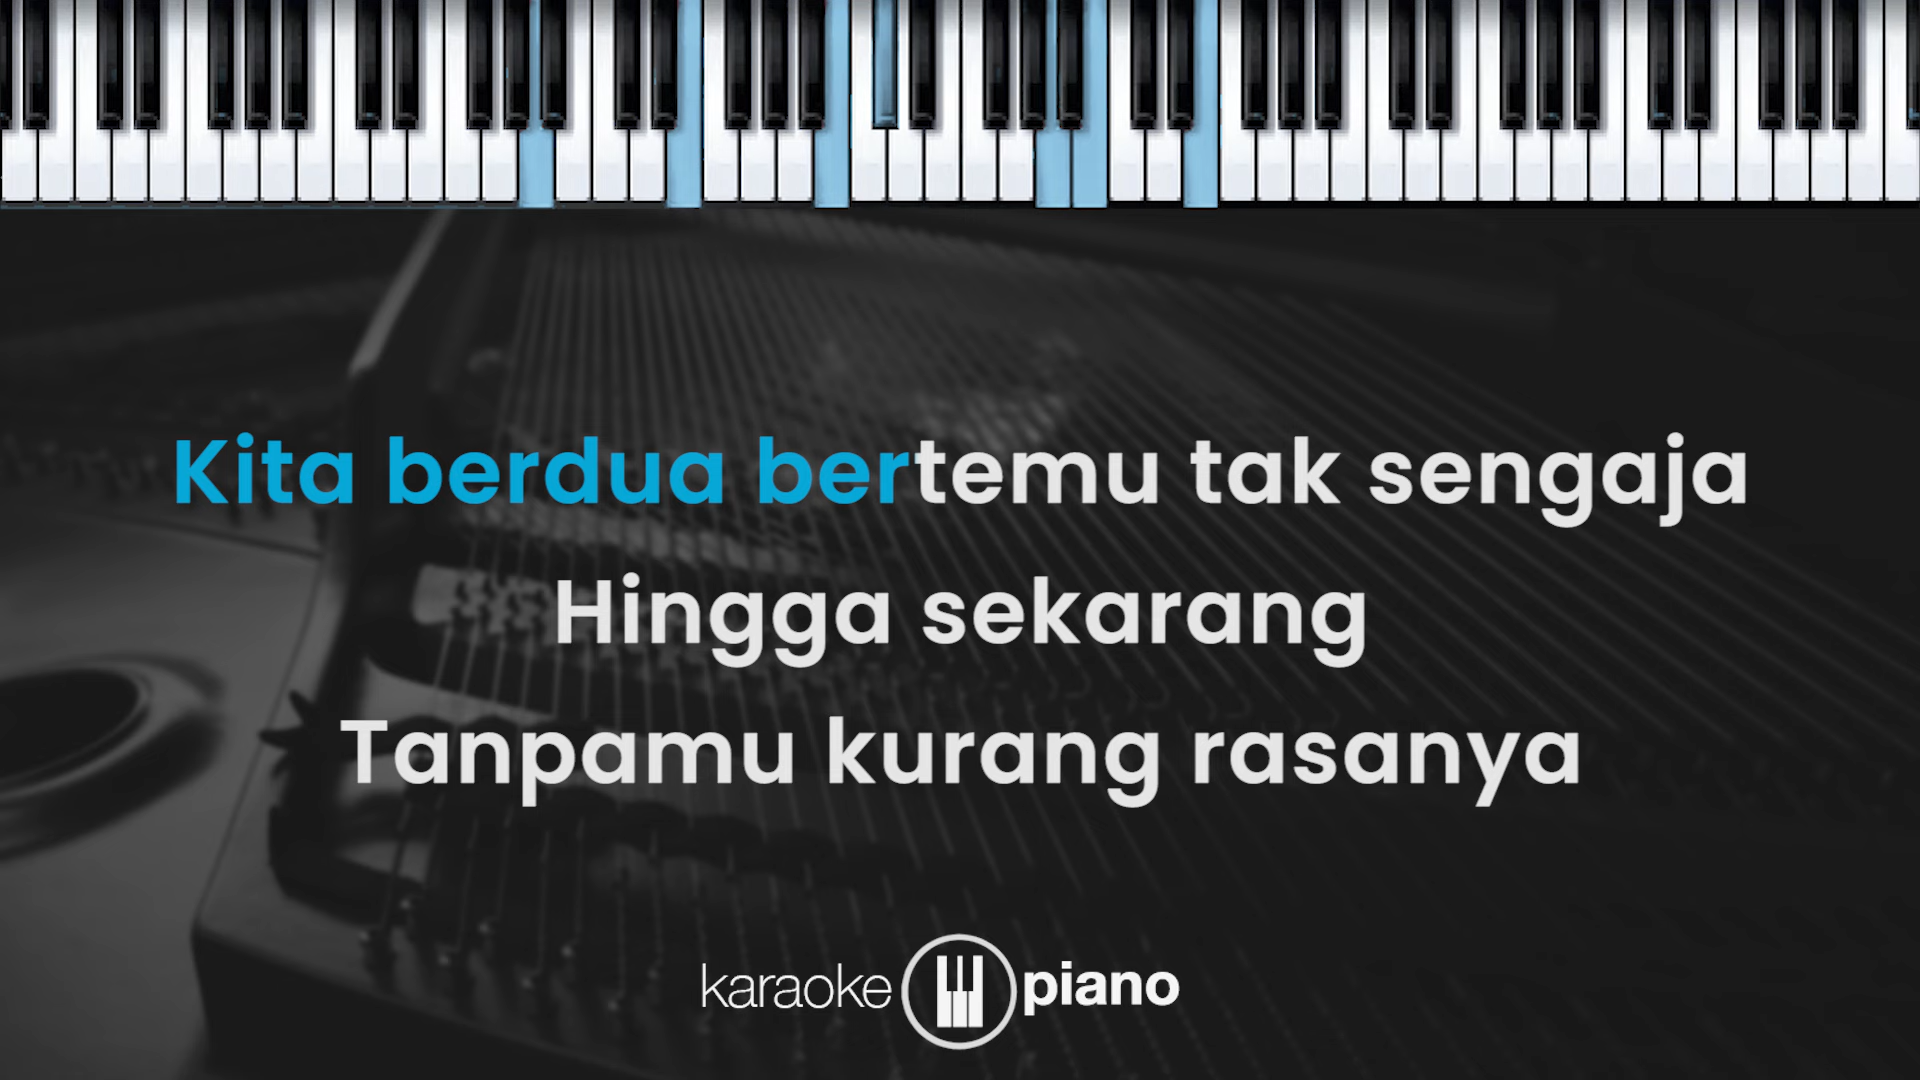 Kita berdua bertemu tak sengaja
Hingga sekarang
Tanpamu kurang rasanya
karaoke piano